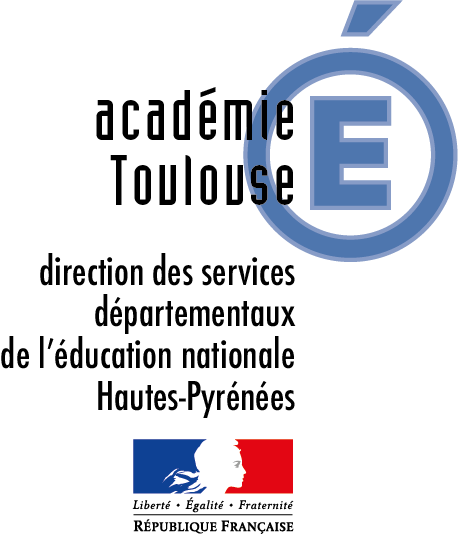 académie
Toulouse
É
direction des services
départementaux
de l'éducation nationale
Hautes-Pyrénées
Liberté • Égalité • Fraternité
RÉPUBLIQUE FRANÇAISE